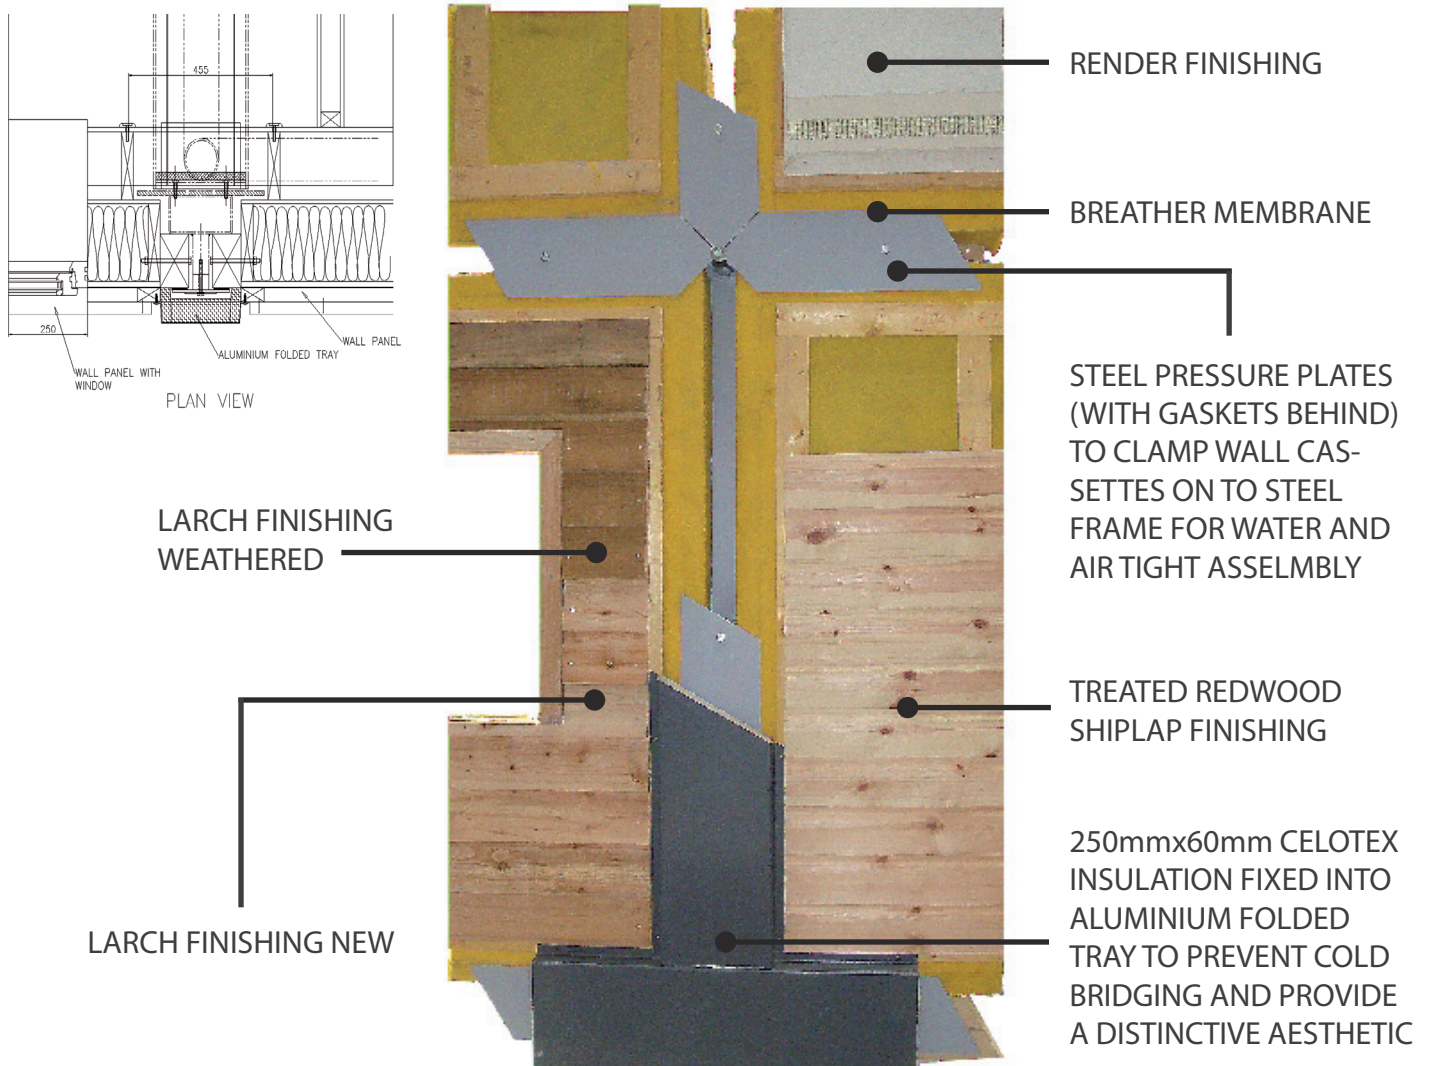 455
250
ALUMINIUM FOLDED TRAY
WALL PANEL
WALL PANEL WITH
WINDOW
PLAN VIEW
RENDER FINISHING
BREATHER MEMBRANE
STEEL PRESSURE PLATES
(WITH GASKETS BEHIND)
TO CLAMP WALL CAS-
SETTES ON TO STEEL
FRAME FOR WATER AND
AIR TIGHT ASSELMBLY
LARCH FINISHING
WEATHERED
TREATED REDWOOD
SHIPLAP FINISHING
LARCH FINISHING NEW
250mmx60mm CELOTEX
INSULATION FIXED INTO
ALUMINIUM FOLDED
TRAY TO PREVENT COLD
BRIDGING AND PROVIDE
A DISTINCTIVE AESTHETIC